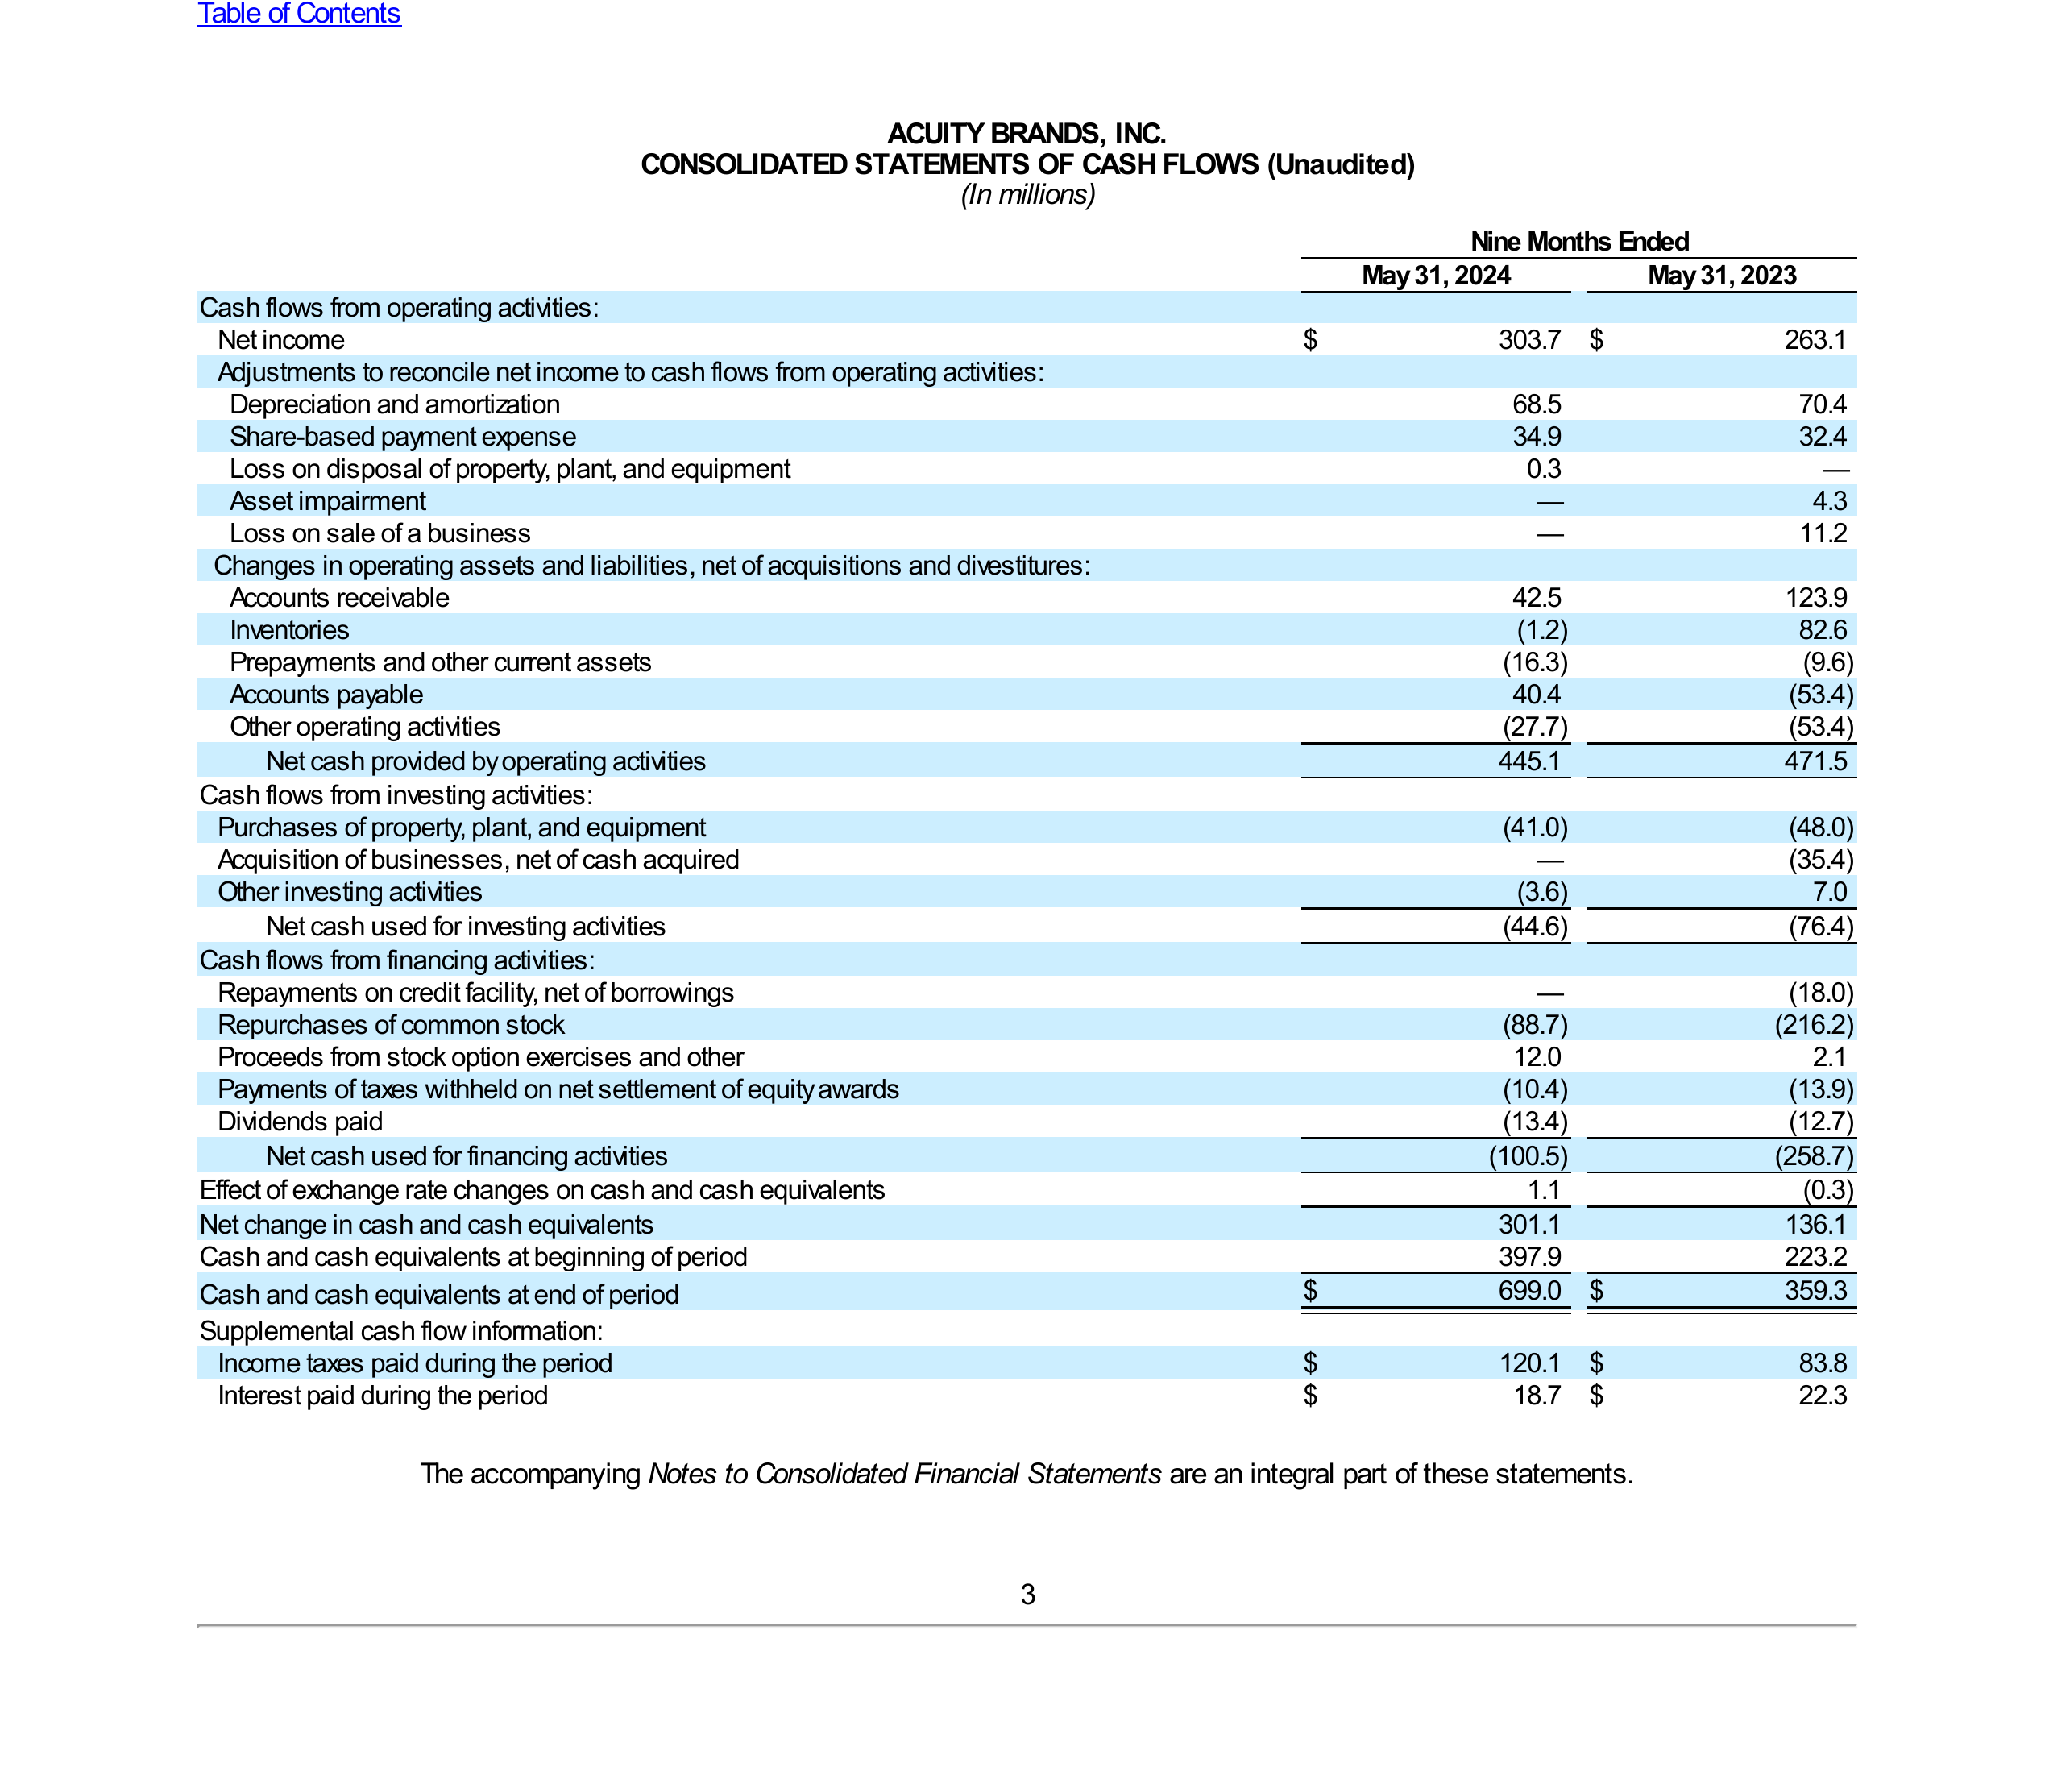 Table of Contents
ACUITY BRANDS, INC.
CONSOLIDATED STATEMENTS OF CASH FLOWS (Unaudited)
(In millions)
Nine Months Ended
May 31, 2024 May 31, 2023
Cash flows from operating activities:
Net income $ 303.7 $ 263.1
Adjustments to reconcile net income to cash flows from operating activities:
Depreciation and amortization 68.5 70.4
Share-based payment expense 34.9 32.4
Loss on disposal of property, plant, and equipment 0.3 —
Asset impairment — 4.3
Loss on sale of a business — 11.2
Changes in operating assets and liabilities, net of acquisitions and divestitures:
Accounts receivable 42.5 123.9
Inventories (1.2) 82.6
Prepayments and other current assets (16.3) (9.6)
Accounts payable 40.4 (53.4)
Other operating activities (27.7) (53.4)
Net cash provided by operating activities 445.1 471.5
Cash flows from investing activities:
Purchases of property, plant, and equipment (41.0) (48.0)
Acquisition of businesses, net of cash acquired — (35.4)
Other investing activities (3.6) 7.0
Net cash used for investing activities (44.6) (76.4)
Cash flows from financing activities:
Repayments on credit facility, net of borrowings — (18.0)
Repurchases of common stock (88.7) (216.2)
Proceeds from stock option exercises and other 12.0 2.1
Payments of taxes withheld on net settlement of equity awards (10.4) (13.9)
Dividends paid (13.4) (12.7)
Net cash used for financing activities (100.5) (258.7)
Effect of exchange rate changes on cash and cash equivalents 1.1 (0.3)
Net change in cash and cash equivalents 301.1 136.1
Cash and cash equivalents at beginning of period 397.9 223.2
Cash and cash equivalents at end of period $ 699.0 $ 359.3
Supplemental cash flow information:
Income taxes paid during the period $ 120.1 $ 83.8
Interest paid during the period $ 18.7 $ 22.3
The accompanying Notes to Consolidated Financial Statements are an integral part of these statements.
3